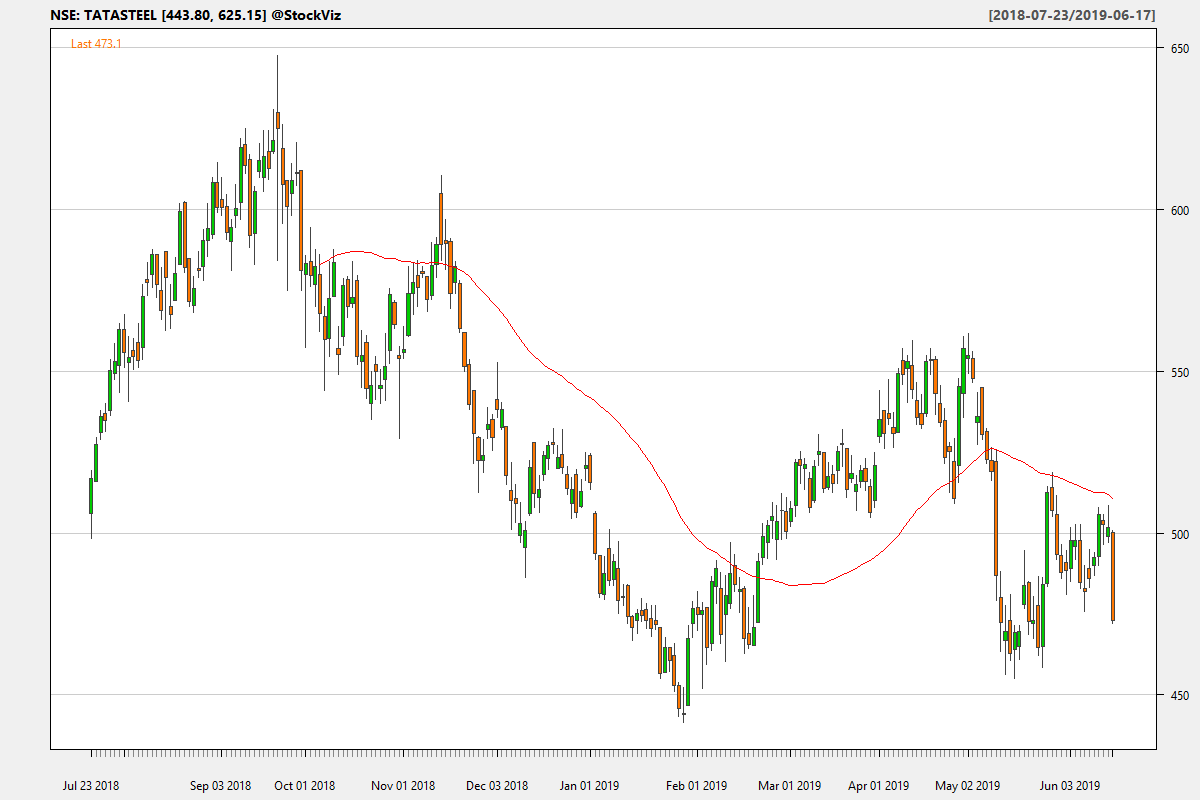 NSE: TATASTEEL [443.80, 625.15] @StockViz
[2018-07-23/2019-06-17]
Last 473.1
650
600
550
500
450
Jul 23 2018
Sep 03 2018
Oct 01 2018
Nov 01 2018
Dec 03 2018
Jan 01 2019
Feb 01 2019
Mar 01 2019
Apr 01 2019
May 02 2019
Jun 03 2019